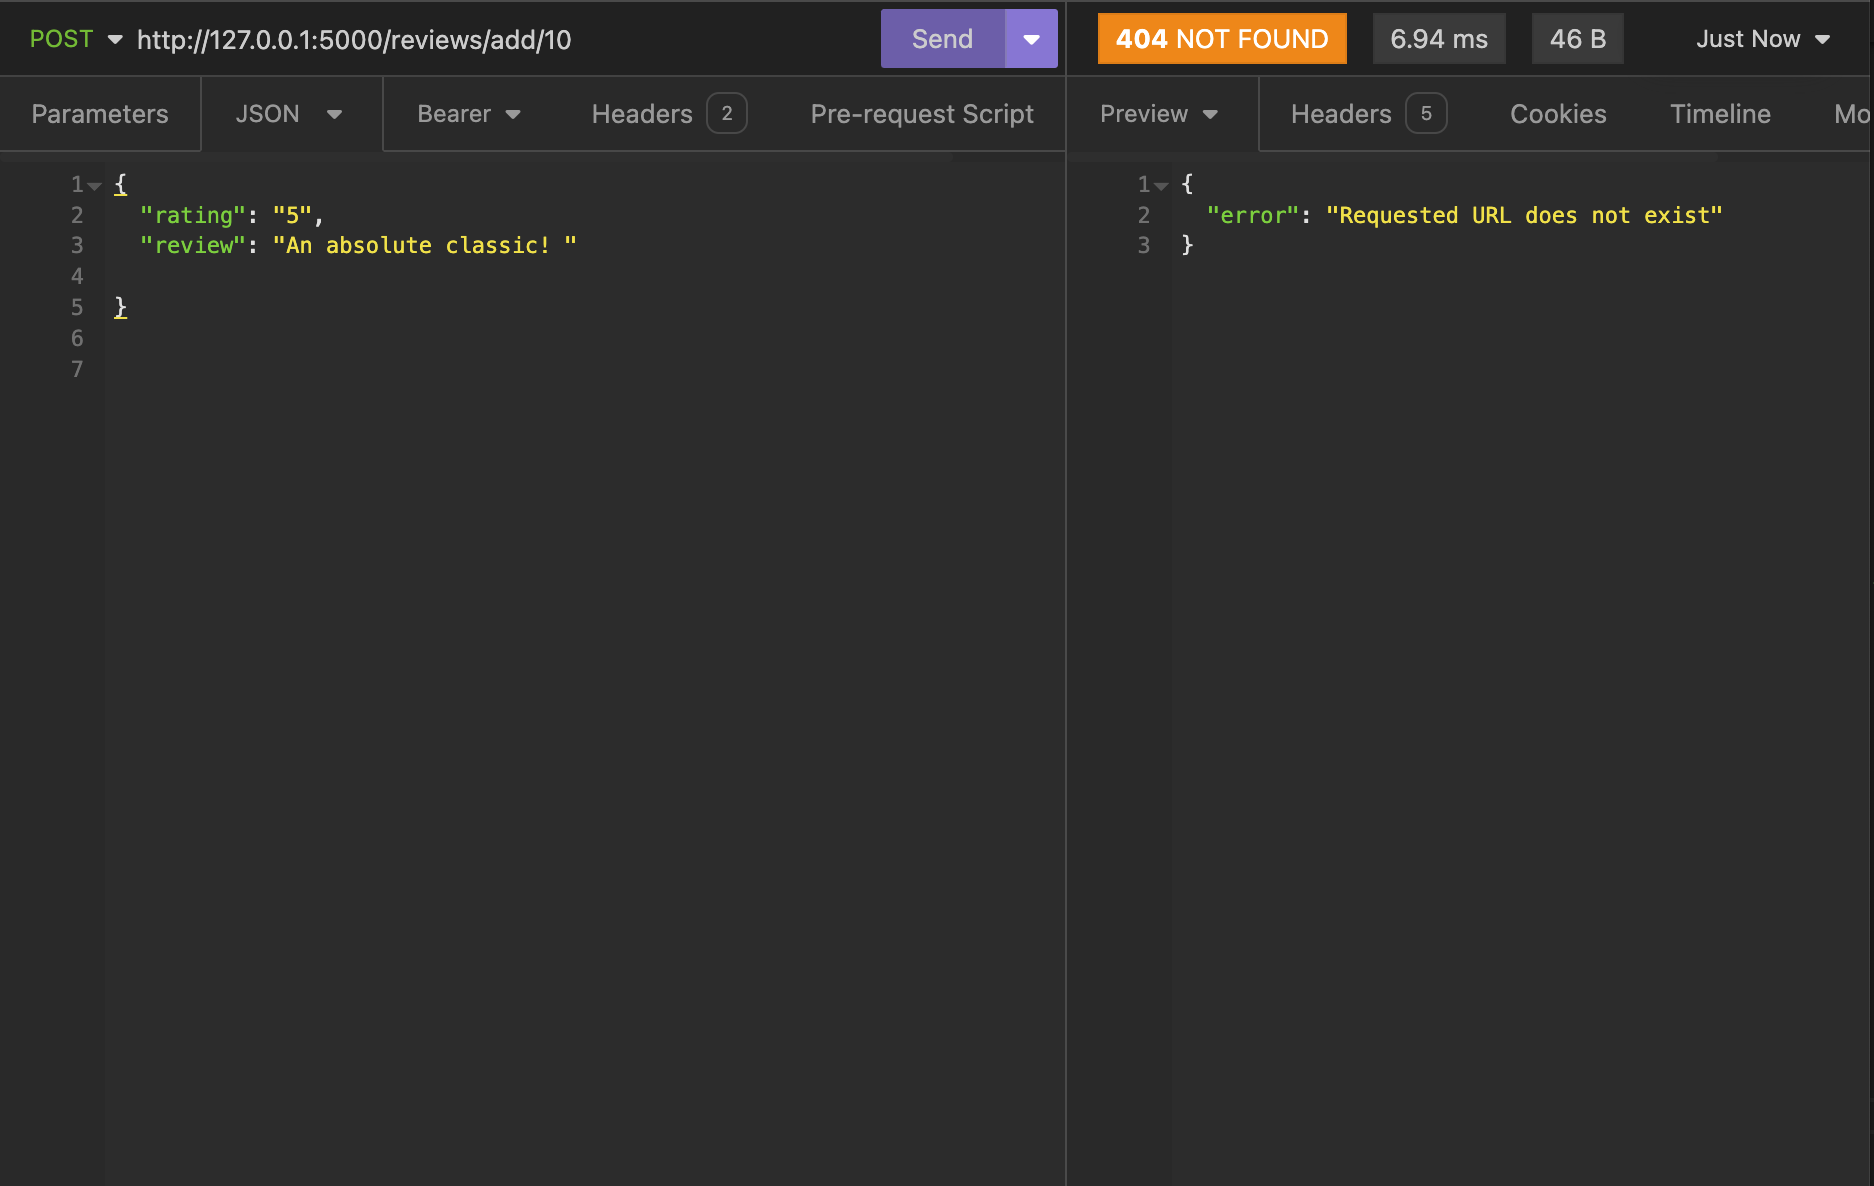 POST http://127.0.0.1:5000/reviews/add/10 Send 404 NOT FOUND 6.94 ms 46 B Just Now
Parameters JSON Bearer Headers 2 Pre-request Script Preview Headers 5 Cookies Timeline Mo
1 {
2 "rating": "5",
3 "review": "An absolute classic! "
4
5 }
6
7
1 {
2 "error": "Requested URL does not exist"
3 }